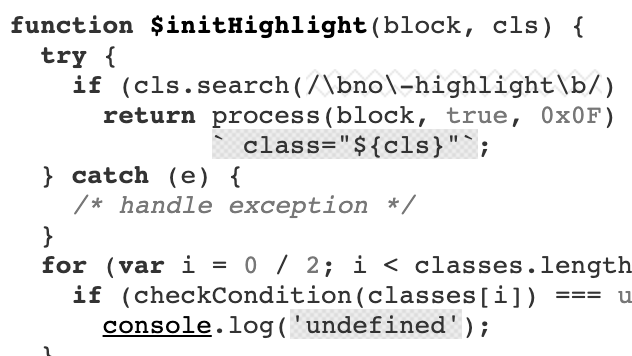 function $initHighlight(block, cls) {
  try {
    if (cls.search(/\bno\-highlight\b/)
      return process(block, true, 0x0F)
             ` class="${cls}"`;
  } catch (e) {
    /* handle exception */
  }
  for (var i = 0 / 2; i < classes.length
    if (checkCondition(classes[i]) === u
      console.log('undefined');
  }